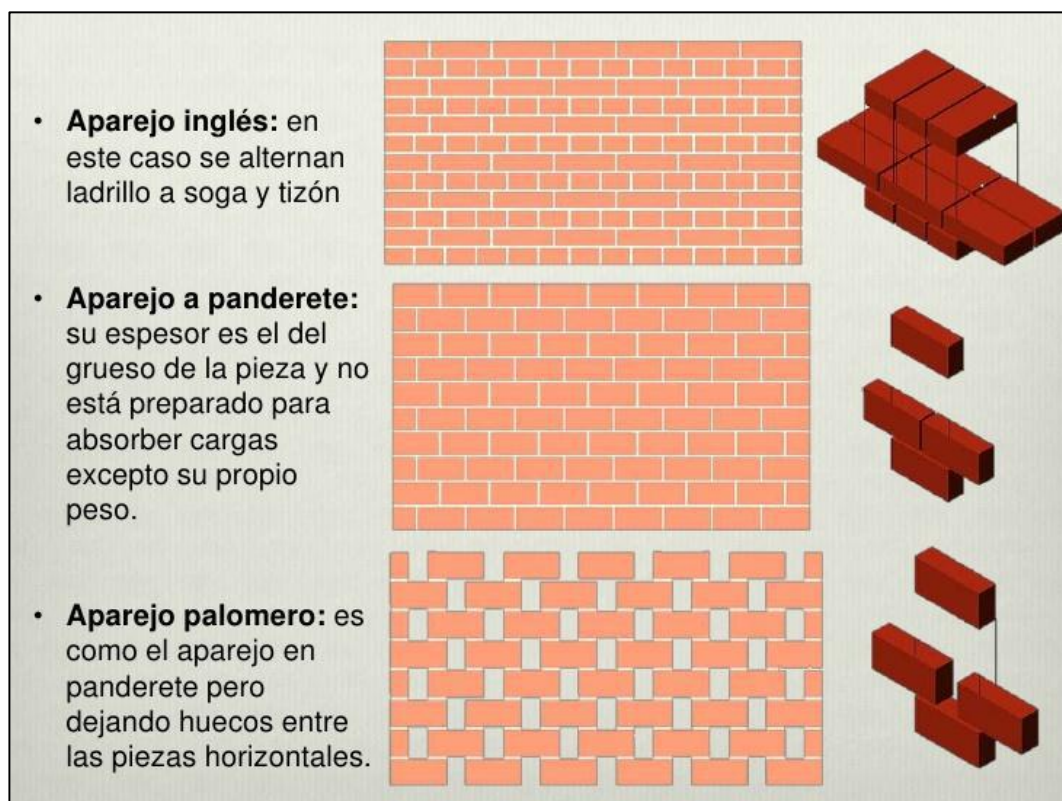 • Aparejo inglés: en
este caso se alternan
ladrillo a soga y tizón
• Aparejo a panderete:
su espesor es el del
grueso de la pieza y no
está preparado para
absorber cargas
excepto su propio
peso.
• Aparejo palomero: es
como el aparejo en
panderete pero
dejando huecos entre
las piezas horizontales.